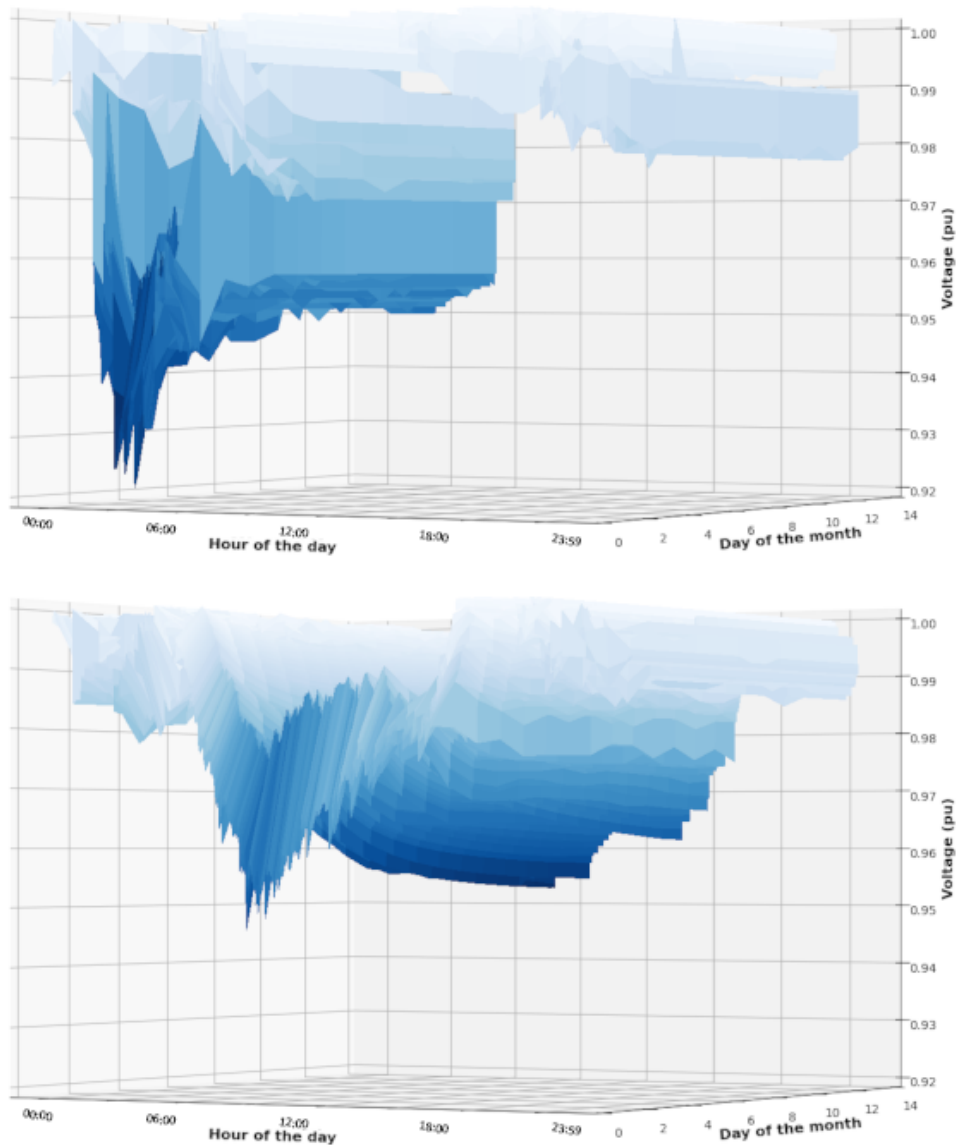 1.00
0.99
0.98
0.97
0.96
0.95
0.94
0.93
0.92
Voltage (pu)
00:00 06:00 12:00 18:00 23:59
Hour of the day
0 2 4 6 8 10 12 14
Day of the month
1.00
0.99
0.98
0.97
0.96
0.95
0.94
0.93
0.92
Voltage (pu)
00:00 06:00 12:00 18:00 23:59
Hour of the day
0 2 4 6 8 10 12 14
Day of the month